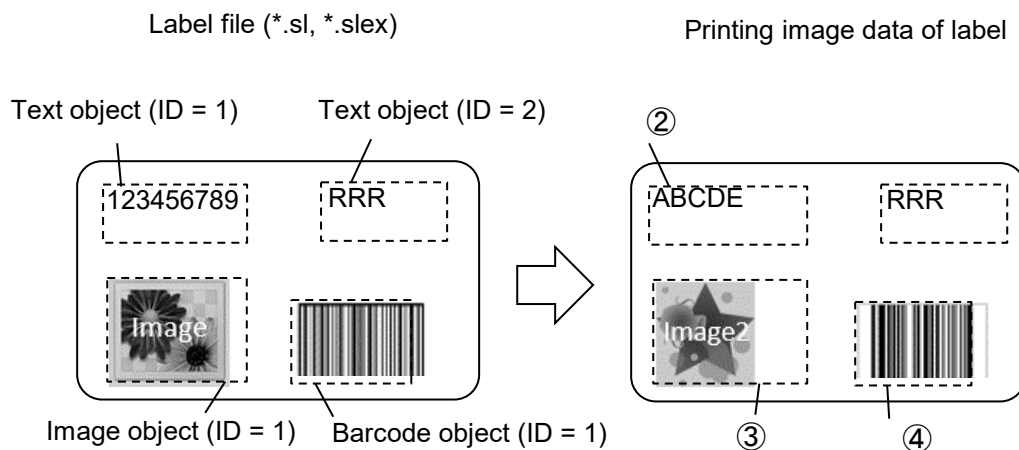 Label file (*.sl, *.slex)
Printing image data of label
Text object (ID = 1)
Text object (ID = 2)
②
123456789
RRR
ABCDE
RRR
Image
Image2
Image object (ID = 1)
Barcode object (ID = 1)
③
④